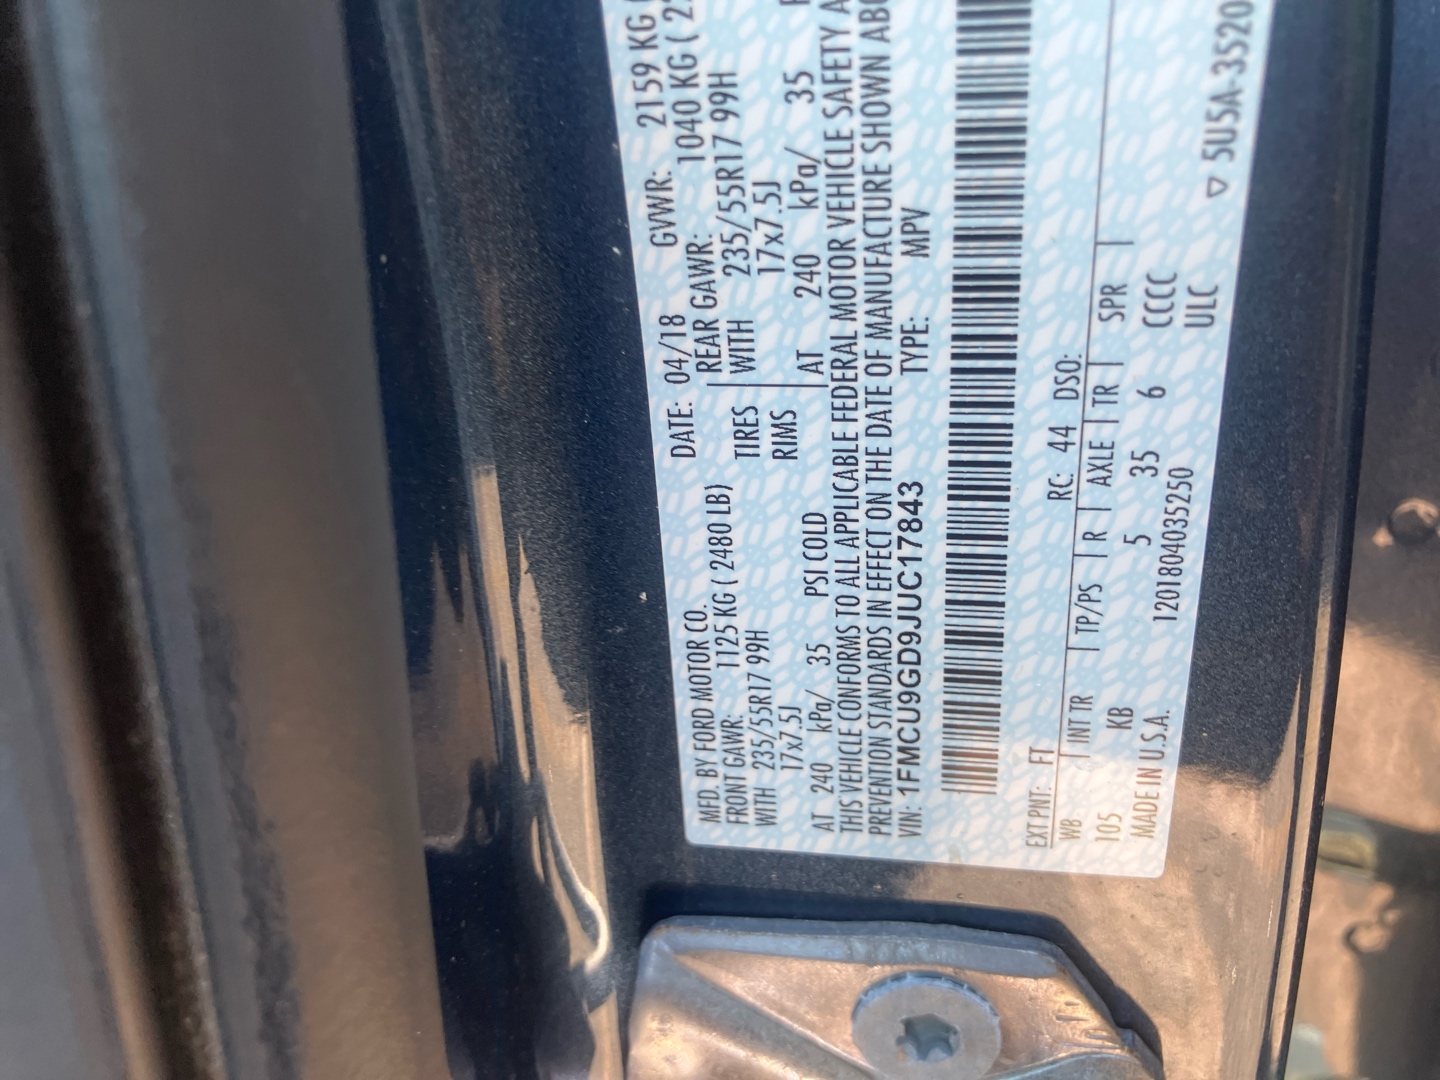 MFD. BY FORD MOTOR CO.
DATE: 04/18 GVWR: 2159 KG
FRONT GAWR: 1125 KG ( 2480 LB) REAR GAWR: 1040 KG (
WITH 235/55R17 99H TIRES WITH 235/55R17 99H
17x7.5J RIMS 17x7.5J
AT 240 kPa/ 35 PSI COLD AT 240 kPa/ 35
THIS VEHICLE CONFORMS TO ALL APPLICABLE FEDERAL MOTOR VEHICLE SAFETY
PREVENTION STANDARDS IN EFFECT ON THE DATE OF MANUFACTURE SHOWN
VIN: 1FMCU9GD9JUC17843 TYPE: MPV
EXT PNT: FT RC: 44 DSO:
WB INT TR TP/PS R AXLE TR SPR
105 KB 5 35 6 CCCC
MADE IN U.S.A. 1201804035250 ULC
▽ 5U5A-3520